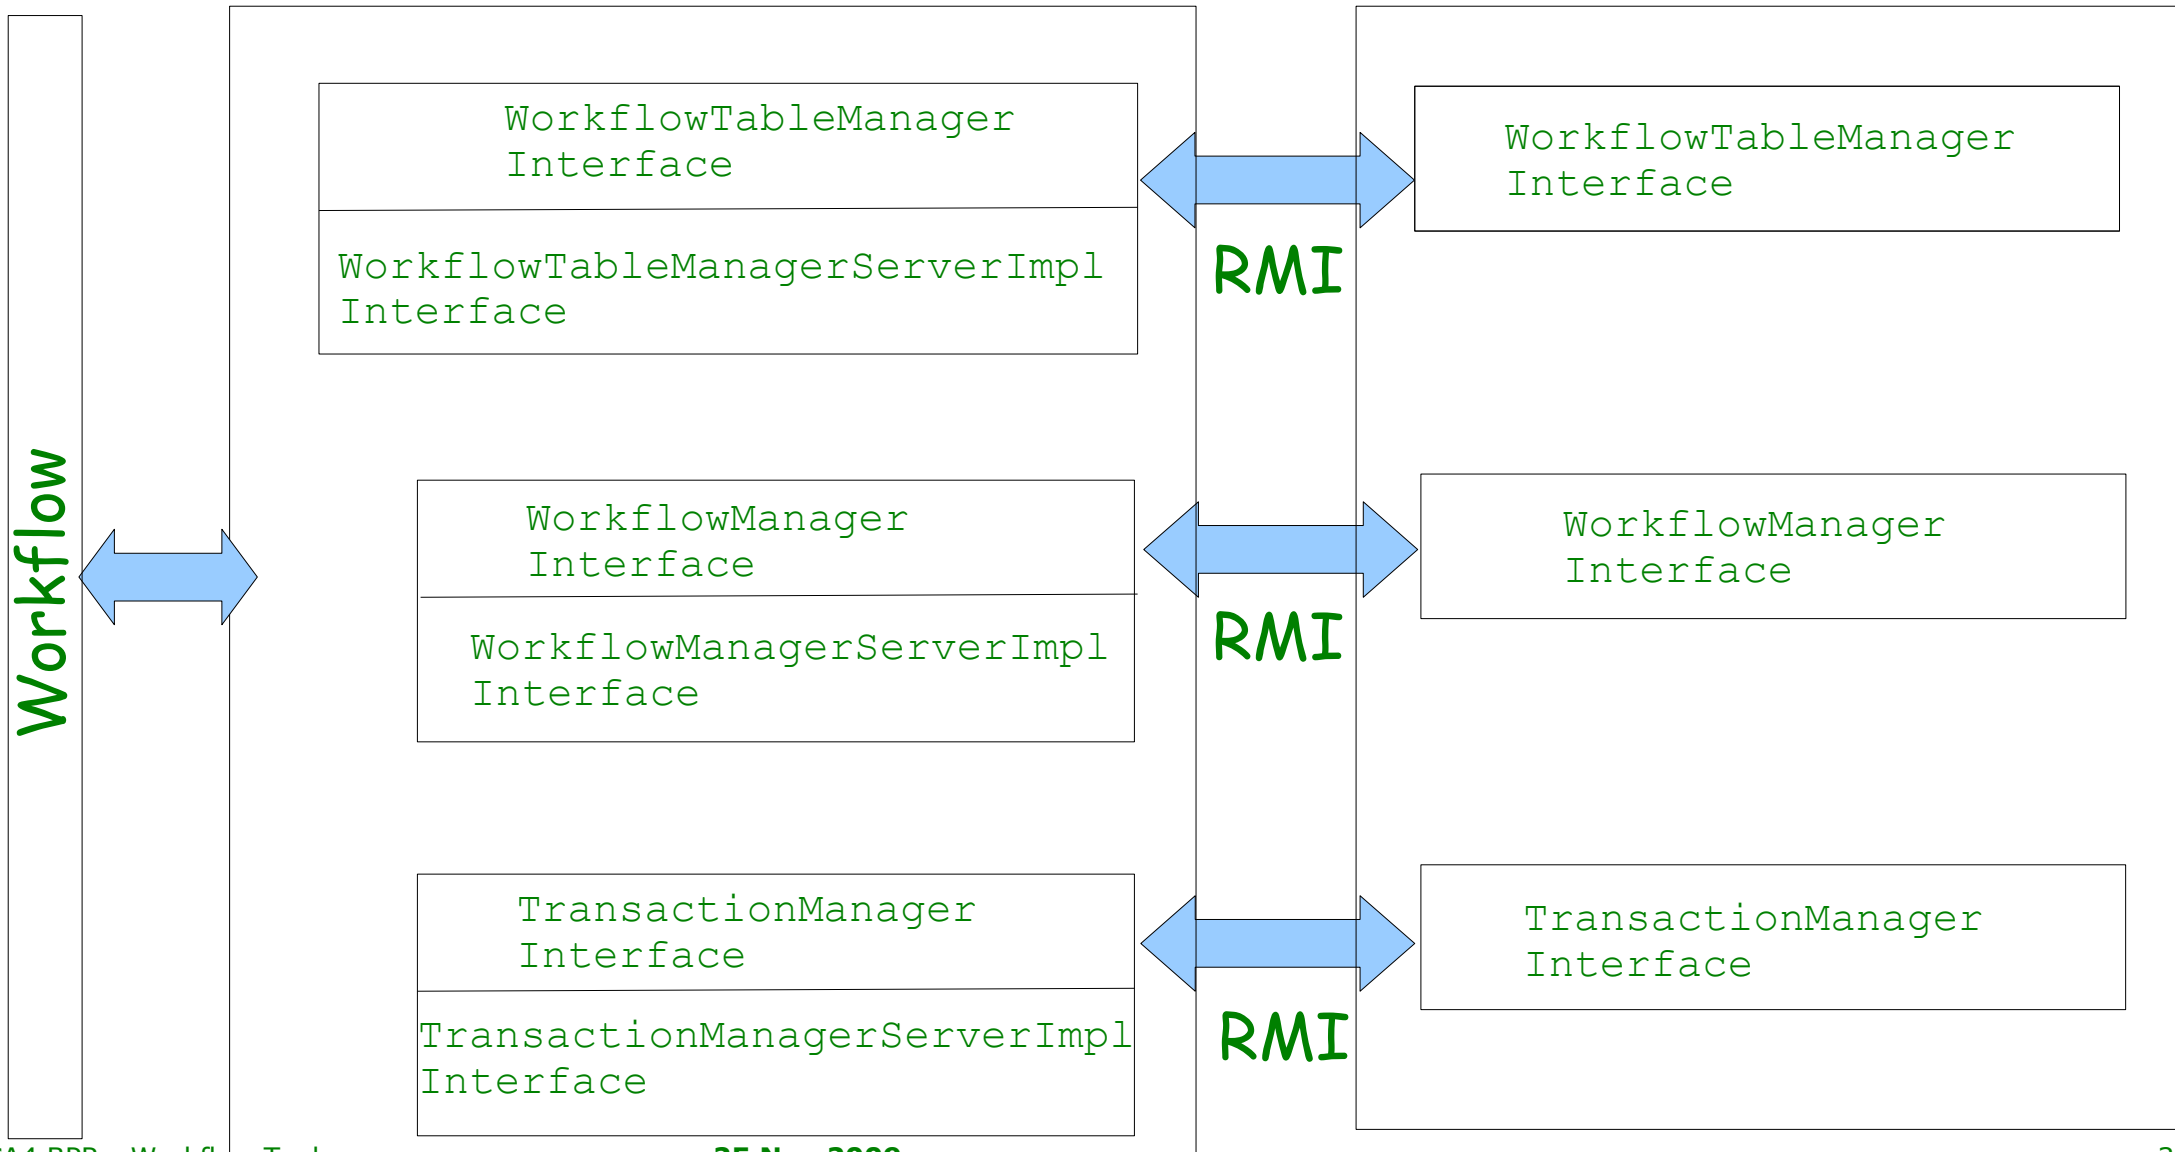 Workflow
WorkflowTableManager
Interface
WorkflowTableManagerServerImpl
Interface
RMI
WorkflowTableManager
Interface
WorkflowManager
Interface
WorkflowManagerServerImpl
Interface
RMI
WorkflowManager
Interface
TransactionManager
Interface
TransactionManagerServerImpl
Interface
RMI
TransactionManager
Interface